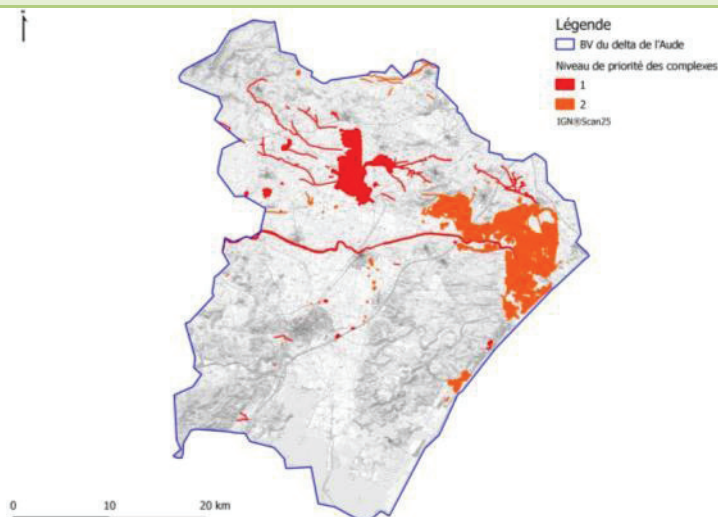 Légende
BV du delta de l'Aude
Niveau de priorité des complexes
1
2
IGN®Scan25
0 10 20 km